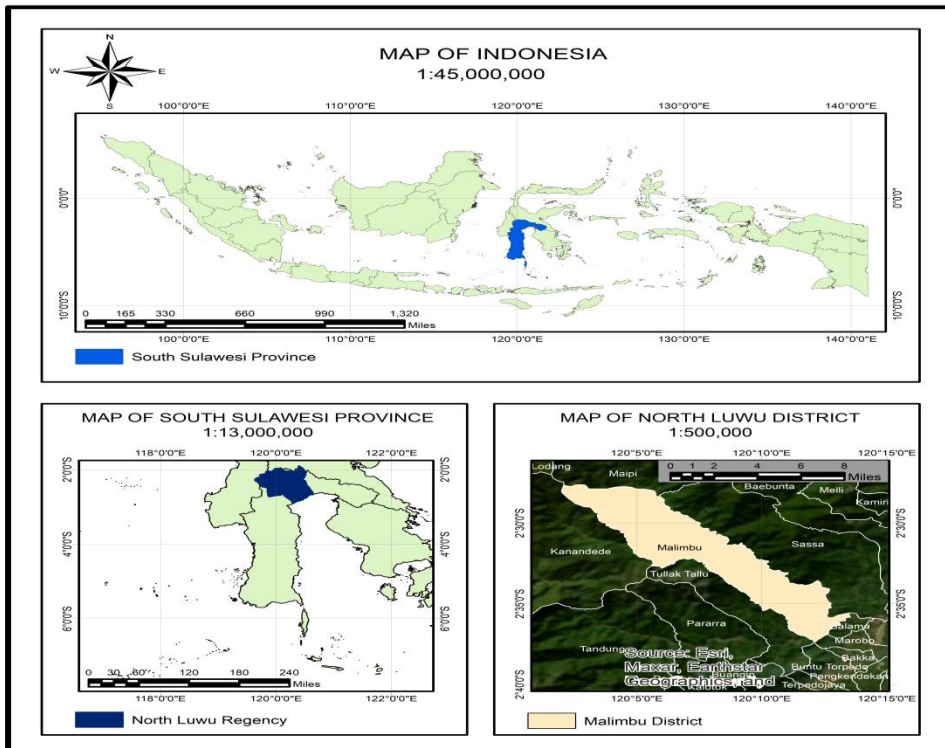 MAP OF INDONESIA
1:45,000,000
N
W E
S
100°0'0"E 110°0'0"E 120°0'0"E 130°0'0"E 140°0'0"E
0°0'0" 0°0'0"
10°0'0"S 10°0'0"S
0 165 330 660 990 1,320
Miles
100°0'0"E 110°0'0"E 120°0'0"E 130°0'0"E 140°0'0"E
South Sulawesi Province
MAP OF SOUTH SULAWESI PROVINCE
1:13,000,000
118°0'0"E 120°0'0"E 122°0'0"E
2°0'0"S 2°0'0"S
4°0'0"S 4°0'0"S
6°0'0"S 6°0'0"S
0 30 60 120 180 240
Miles
118°0'0"E 120°0'0"E 122°0'0"E
North Luwu Regency
MAP OF NORTH LUWU DISTRICT
1:500,000
120°5'0"E 120°10'0"E 120°15'0"E
0 1 2 4 6 8
Miles
Lodang
Maipi
Baebunta
Melli
Kamiri
2°30'0"S 2°30'0"S
Kanandede
Malimbu
Sassa
Tullak Tallu
2°35'0"S 2°35'0"S
Pararra
Salama
Marobo
Tandung
Bakka
Source: Esri,
Maxar, Earthstar
Geographics, and
Buntu Torpedo
Pengkendekan
Terpedojaya
Buangin
Kalotok
2°40'0"S 2°40'0"S
120°5'0"E 120°10'0"E 120°15'0"E
Malimbu District